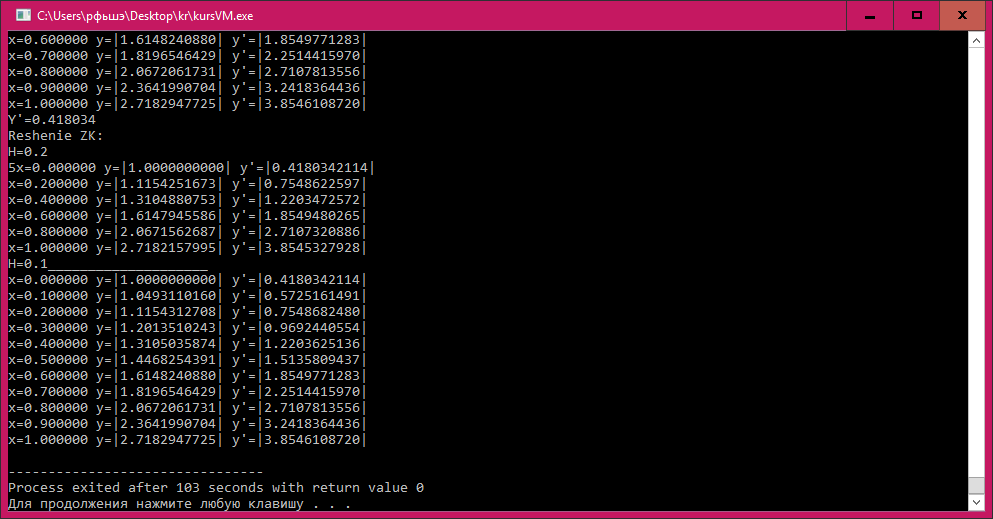 C:\Users\рфышэ\Desktop\kr\kursVM.exe
x=0.600000 y=|1.6148240880| y'=|1.8549771283|
x=0.700000 y=|1.8196546429| y'=|2.2514415970|
x=0.800000 y=|2.0672061731| y'=|2.7107813556|
x=0.900000 y=|2.3641990704| y'=|3.2418364436|
x=1.000000 y=|2.7182947725| y'=|3.8546108720|
Y'=0.418034
Reshenie ZK:
H=0.2
5x=0.000000 y=|1.0000000000| y'=|0.4180342114|
x=0.200000 y=|1.1154251673| y'=|0.7548622597|
x=0.400000 y=|1.3104880753| y'=|1.2203472572|
x=0.600000 y=|1.6147945586| y'=|1.8549480265|
x=0.800000 y=|2.0671562687| y'=|2.7107320886|
x=1.000000 y=|2.7182157995| y'=|3.8545327928|
H=0.1____________________
x=0.000000 y=|1.0000000000| y'=|0.4180342114|
x=0.100000 y=|1.0493110160| y'=|0.5725161491|
x=0.200000 y=|1.1154312708| y'=|0.7548682480|
x=0.300000 y=|1.2013510243| y'=|0.9692440554|
x=0.400000 y=|1.3105035874| y'=|1.2203625136|
x=0.500000 y=|1.4468254391| y'=|1.5135809437|
x=0.600000 y=|1.6148240880| y'=|1.8549771283|
x=0.700000 y=|1.8196546429| y'=|2.2514415970|
x=0.800000 y=|2.0672061731| y'=|2.7107813556|
x=0.900000 y=|2.3641990704| y'=|3.2418364436|
x=1.000000 y=|2.7182947725| y'=|3.8546108720|
--------------------------------
Process exited after 103 seconds with return value 0
Для продолжения нажмите любую клавишу . . .